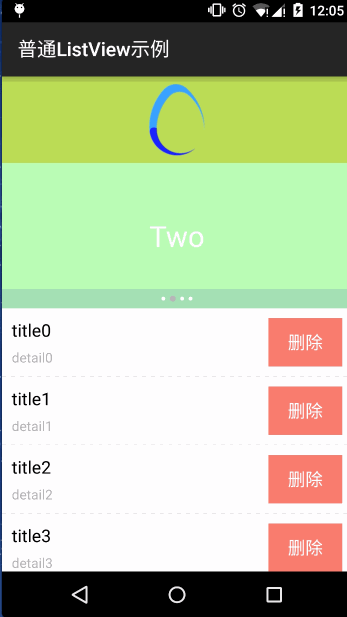 12:05
普通ListView示例
Two
title0
删除
detail0
title1
删除
detail1
title2
删除
detail2
title3
删除
detail3